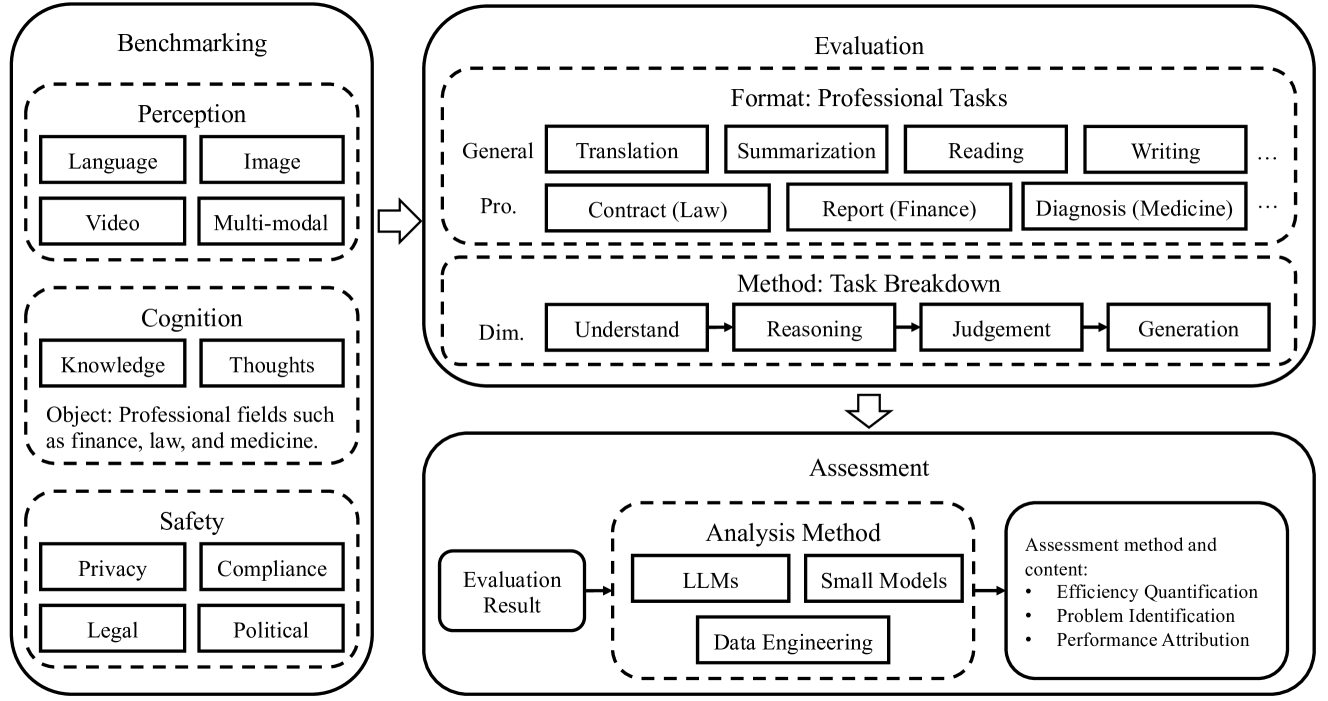 Benchmarking
Perception
Language
Image
Video
Multi-modal
Cognition
Knowledge
Thoughts
Object: Professional fields such
as finance, law, and medicine.
Safety
Privacy
Compliance
Legal
Political
Evaluation
Format: Professional Tasks
General
Translation
Summarization
Reading
Writing
...
Pro.
Contract (Law)
Report (Finance)
Diagnosis (Medicine)
...
Method: Task Breakdown
Dim.
Understand
Reasoning
Judgement
Generation
Assessment
Evaluation
Result
Analysis Method
LLMs
Small Models
Data Engineering
Assessment method and
content:
• Efficiency Quantification
• Problem Identification
• Performance Attribution